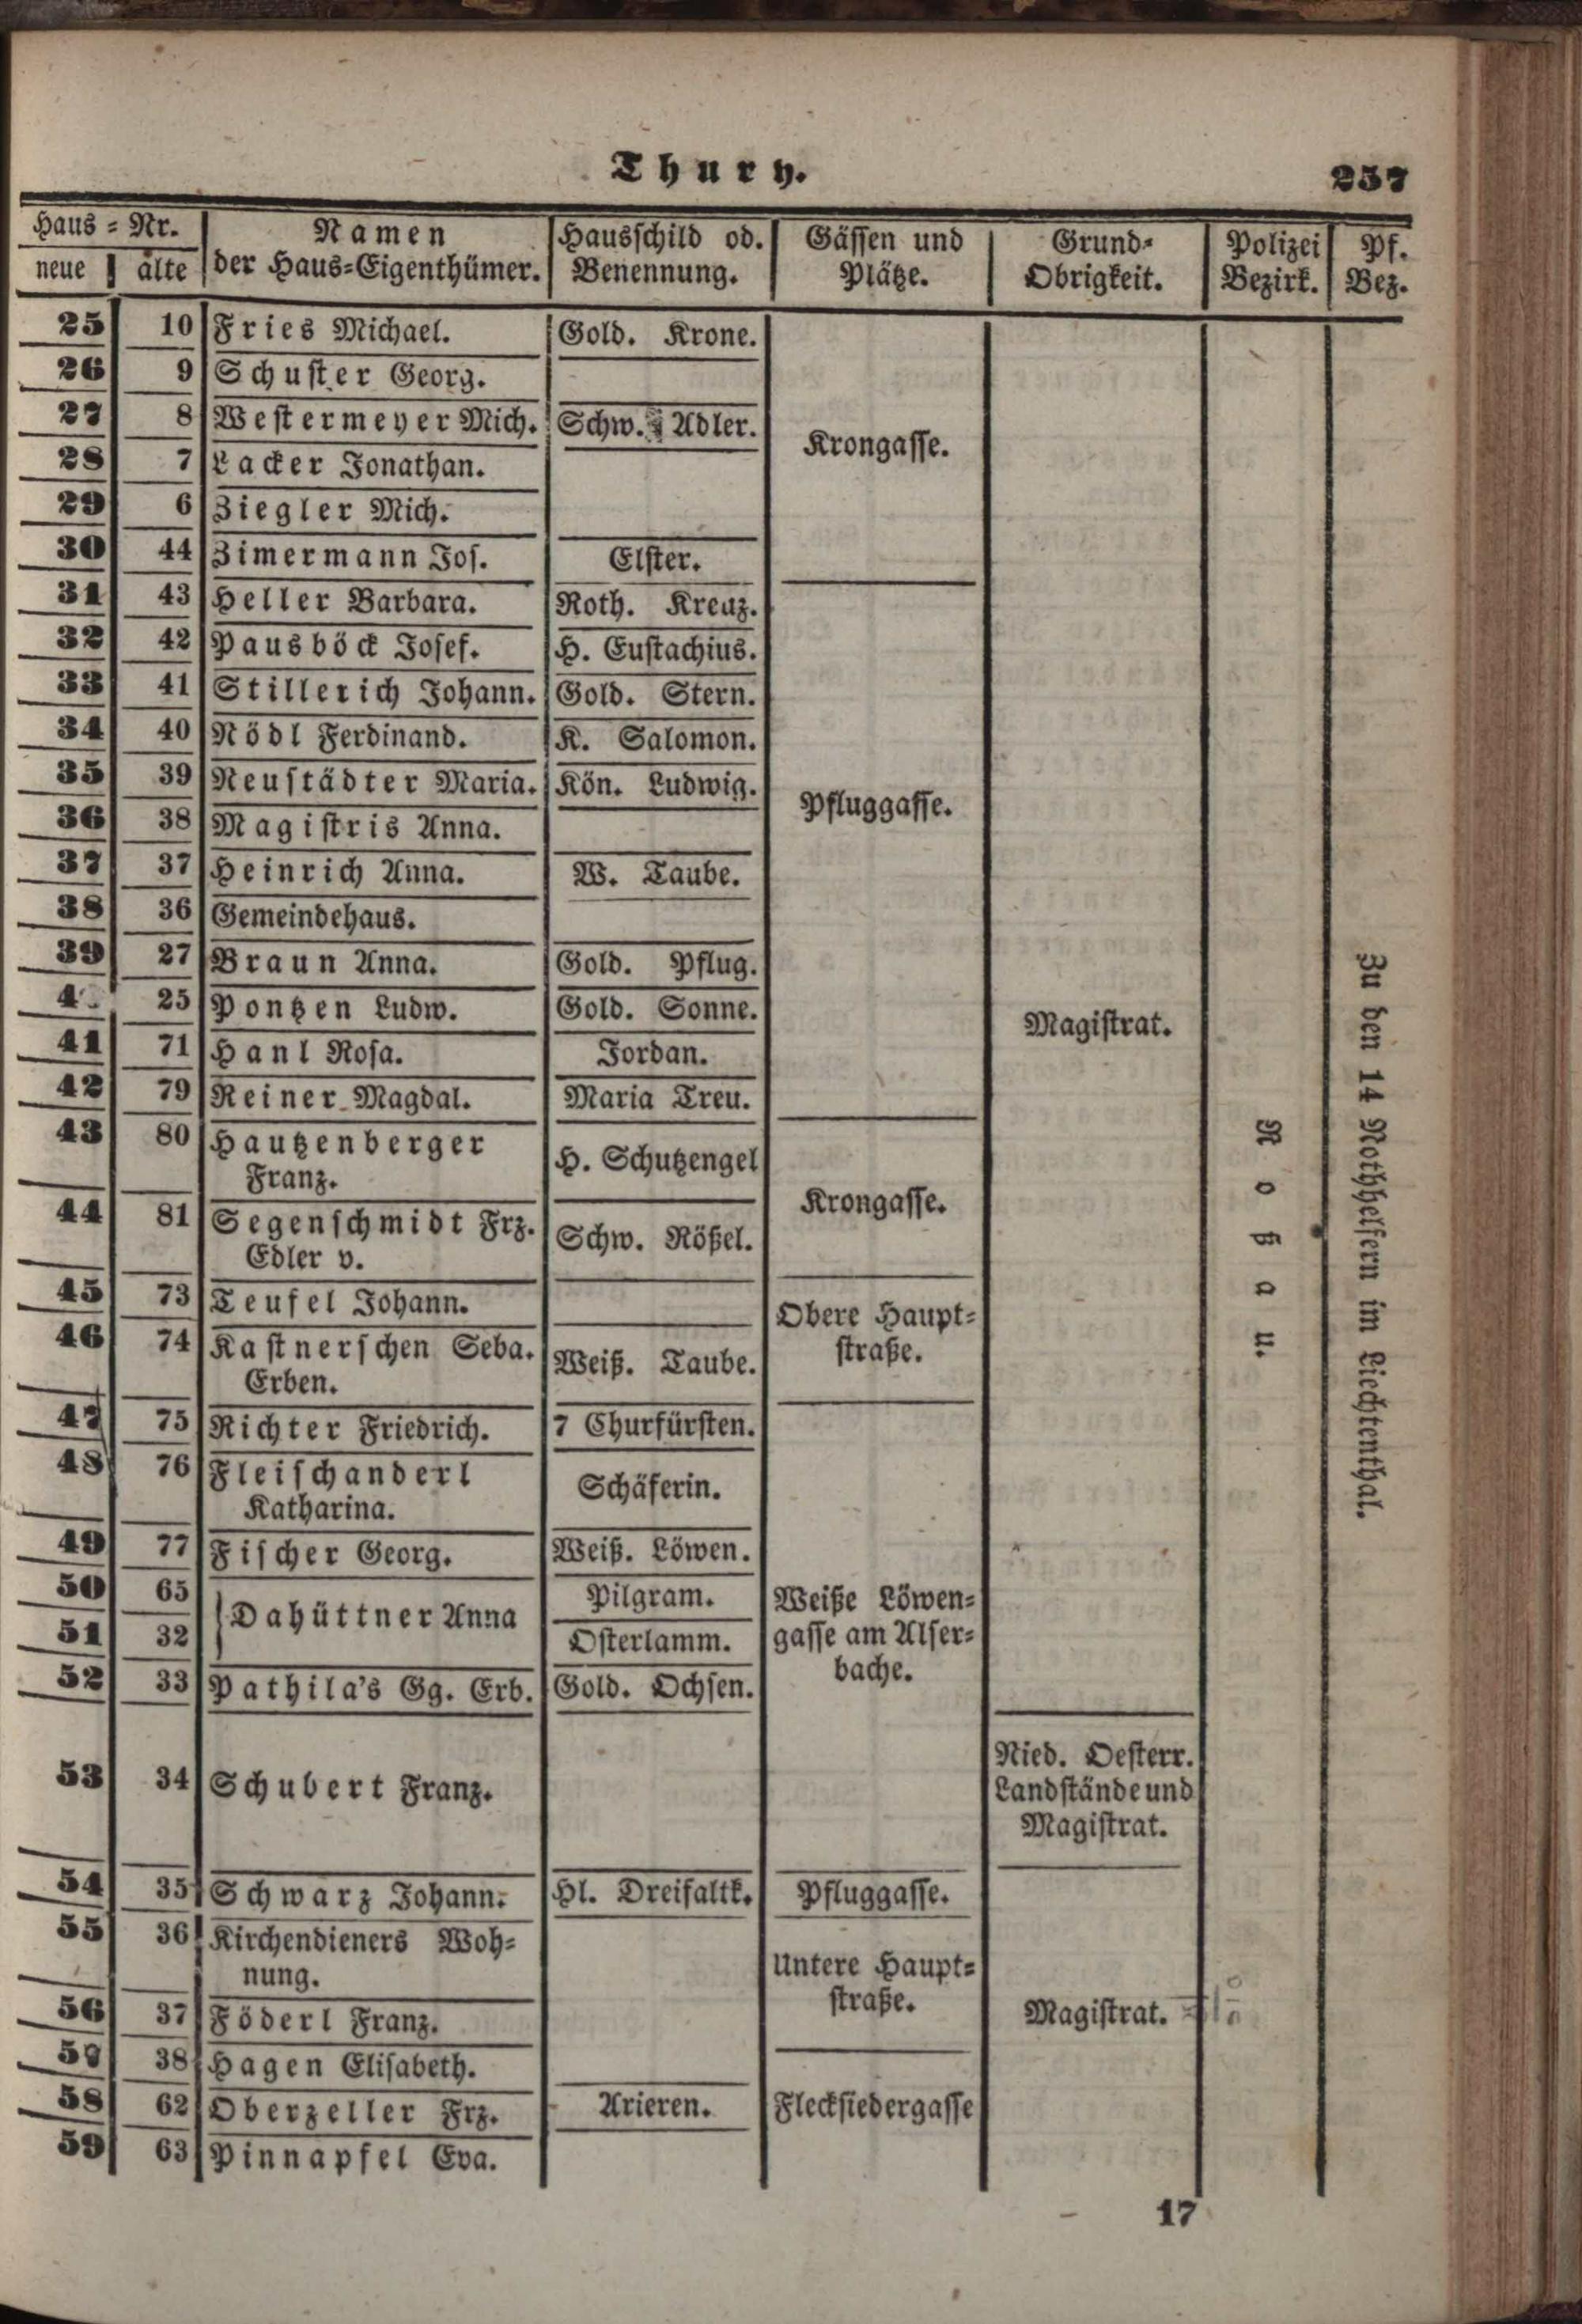 Thury. 257
Haus-Nr. Namen Hausschild od. Gässen und Grund- Polizei Pf.
neue alte der Haus-Eigenthümer. Benennung. Plätze. Obrigkeit. Bezirk. Bez.
25 10 Fries Michael. Gold. Krone.
26 9 Schuster Georg.
27 8 Westermeyer Mich. Schw. Adler.
Krongasse.
28 7 Lacker Jonathan.
29 6 Ziegler Mich.
30 44 Zimermann Jos. Elster.
31 43 Heller Barbara. Roth. Kreuz.
32 42 Pausböck Josef. H. Eustachius.
33 41 Stillerich Johann. Gold. Stern.
34 40 Nödl Ferdinand. K. Salomon.
35 39 Neustädter Maria. Kön. Ludwig.
Pfluggasse.
36 38 Magistris Anna.
37 37 Heinrich Anna. W. Taube.
38 36 Gemeindehaus.
39 27 Braun Anna. Gold. Pflug.
4 25 Pontzen Ludw. Gold. Sonne.
Magistrat.
41 71 Hanl Rosa. Jordan.
42 79 Reiner Magdal. Maria Treu.
43 80 Hautzenberger
Franz. H. Schutzengel
Krongasse.
44 81 Segenschmidt Frz.
Edler v. Schw. Rößel.
45 73 Teufel Johann.
Obere Haupt-
straße.
46 74 Kastnerschen Seba.
Erben. Weiß. Taube.
47 75 Richter Friedrich. 7 Churfürsten.
48 76 Fleischanderl
Katharina. Schäferin.
49 77 Fischer Georg. Weiß. Löwen.
50 65 Dahüttner Anna Pilgram.
51 32 Osterlamm.
Weiße Löwen-
gasse am Alser-
bache.
52 33 Pathila's Gg. Erb. Gold. Ochsen.
53 34 Schubert Franz.
Nied. Oesterr.
Landstände und
Magistrat.
54 35 Schwarz Johann. Hl. Dreifaltk. Pfluggasse.
55 36 Kirchendieners Woh-
nung.
Untere Haupt-
straße.
56 37 Föderl Franz. Magistrat.
57 38 Hagen Elisabeth.
58 62 Oberzeller Frz. Arieren. Flecksiedergasse
59 63 Pinnapfel Eva.
Roßau.
Zu den 14 Nothhelfern im Liechtenthal.
17